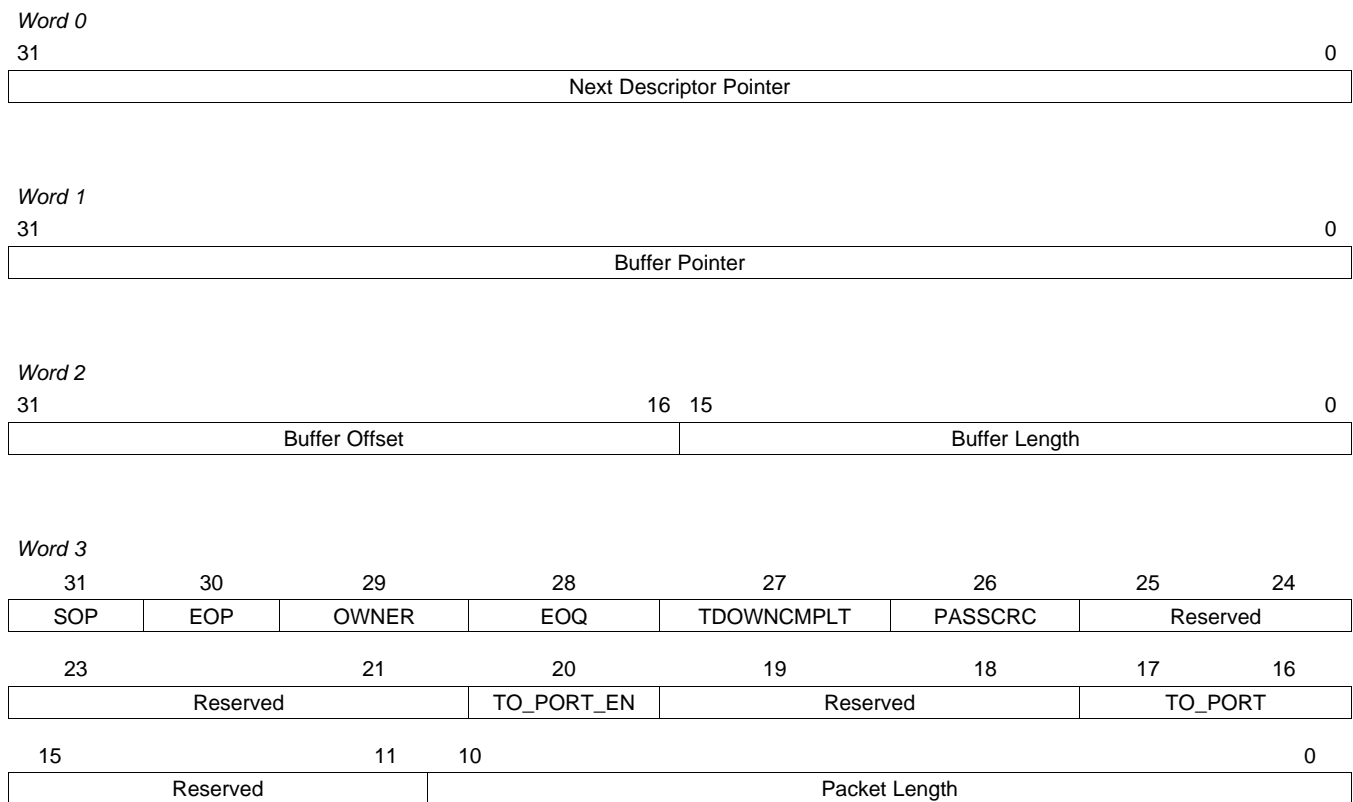 Word 0
31 0
Next Descriptor Pointer
Word 1
31 0
Buffer Pointer
Word 2
31 16 15 0
Buffer Offset Buffer Length
Word 3
31 30 29 28 27 26 25 24
SOP EOP OWNER EOQ TDOWNCMPLT PASSCRC Reserved
23 21 20 19 18 17 16
Reserved TO_PORT_EN Reserved TO_PORT
15 11 10 0
Reserved Packet Length